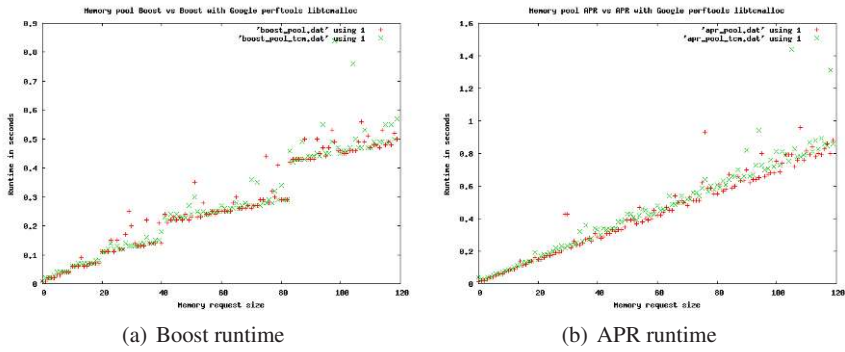 Memory pool Boost vs Boost with Google perftools libtcmalloc
'boost_pool.dat' using 1
'boost_pool_tcm.dat' using 1
Runtime in seconds
0.9
0.8
0.7
0.6
0.5
0.4
0.3
0.2
0.1
0
0 20 40 60 80 100 120
Memory request size
(a) Boost runtime
Memory pool APR vs APR with Google perftools libtcmalloc
'apr_pool.dat' using 1
'apr_pool_tcm.dat' using 1
Runtime in seconds
1.6
1.4
1.2
1
0.8
0.6
0.4
0.2
0
0 20 40 60 80 100 120
Memory request size
(b) APR runtime